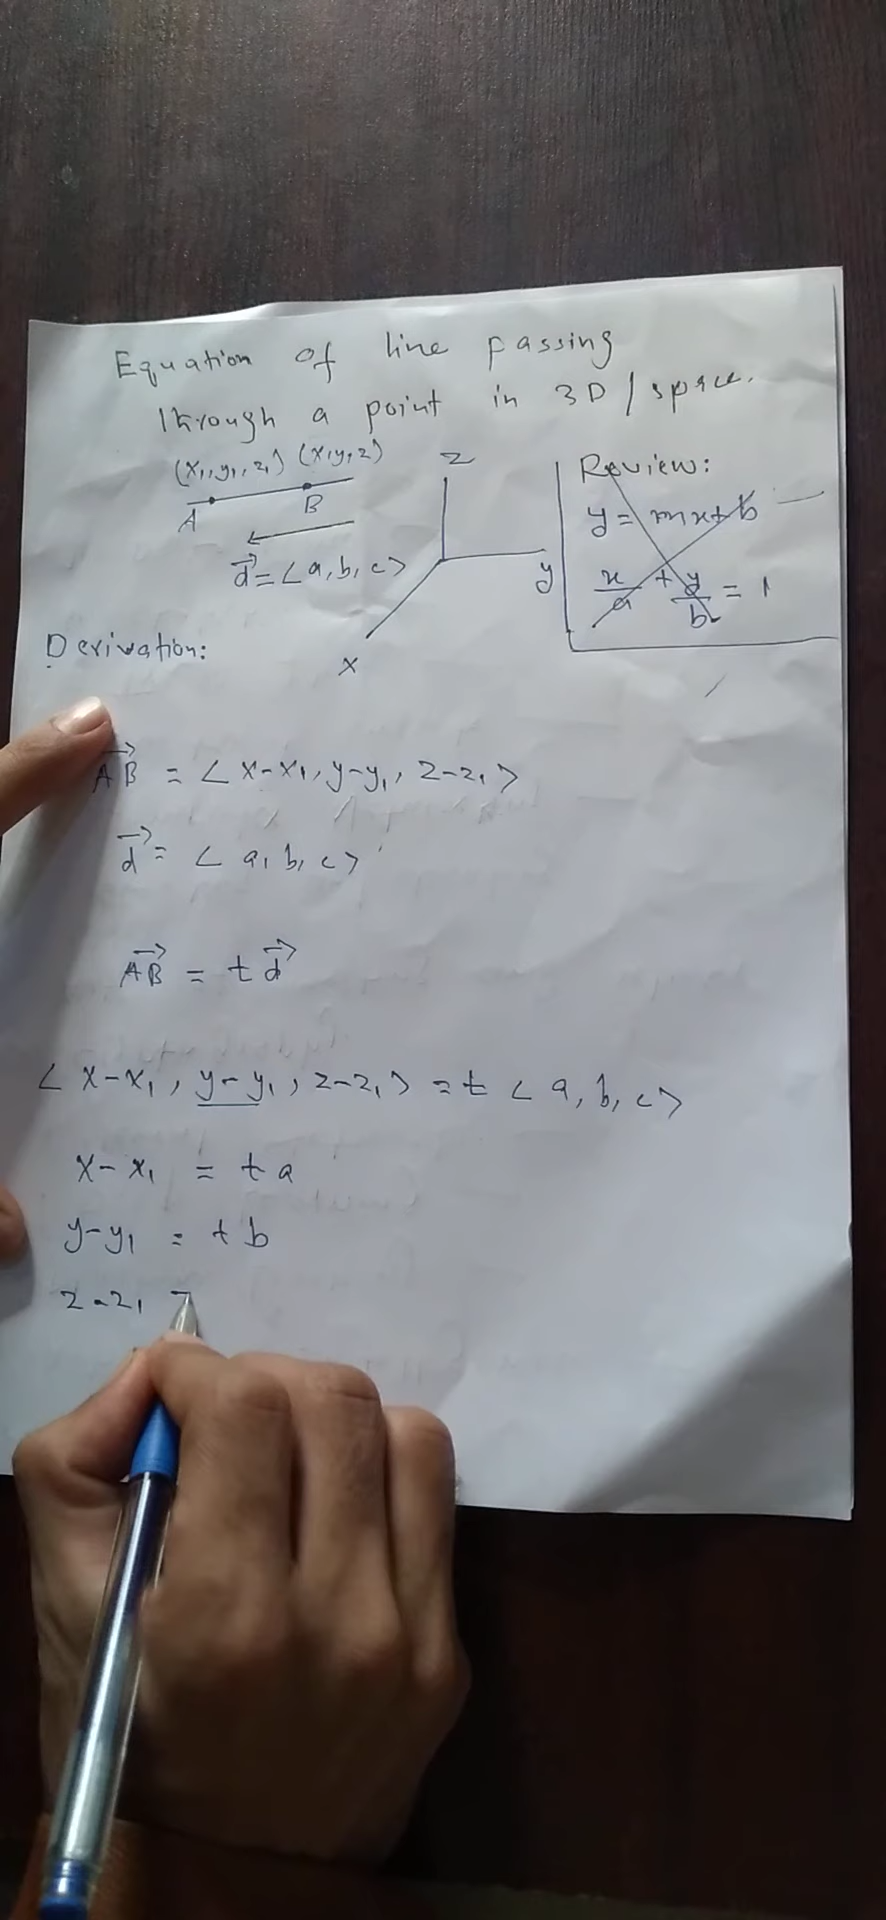 Equation of line passing
through a point in 3D / space.
(x₁, y₁, z₁) (x, y, z)
A B
d⃗ = < a, b, c >
z
y
x
Review:
y = mx + b
x/a + y/b = 1
Derivation:
AB⃗ = < x-x₁, y-y₁, z-z₁ >
d⃗ = < a, b, c >
AB⃗ = t d⃗
< x-x₁, y-y₁, z-z₁ > = t < a, b, c >
x-x₁ = ta
y-y₁ = tb
z-z₁ =